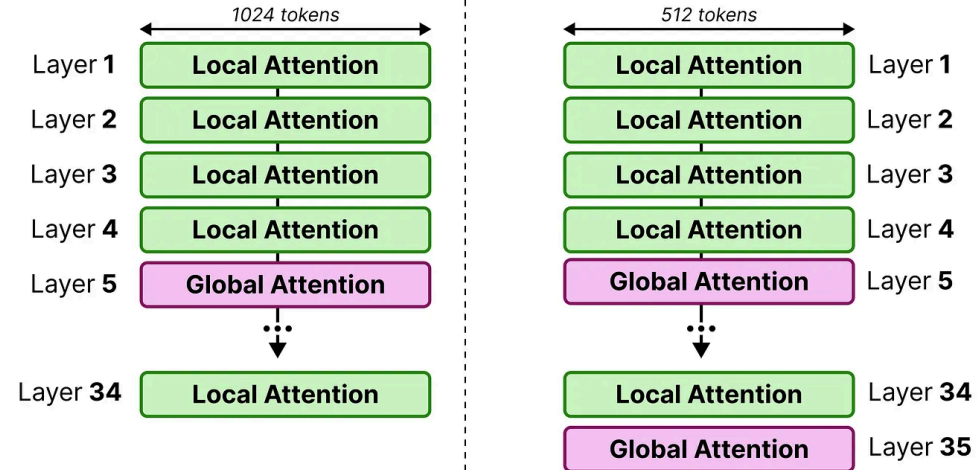 1024 tokens
Layer 1 Local Attention
Layer 2 Local Attention
Layer 3 Local Attention
Layer 4 Local Attention
Layer 5 Global Attention
Layer 34 Local Attention
512 tokens
Local Attention Layer 1
Local Attention Layer 2
Local Attention Layer 3
Local Attention Layer 4
Global Attention Layer 5
Local Attention Layer 34
Global Attention Layer 35